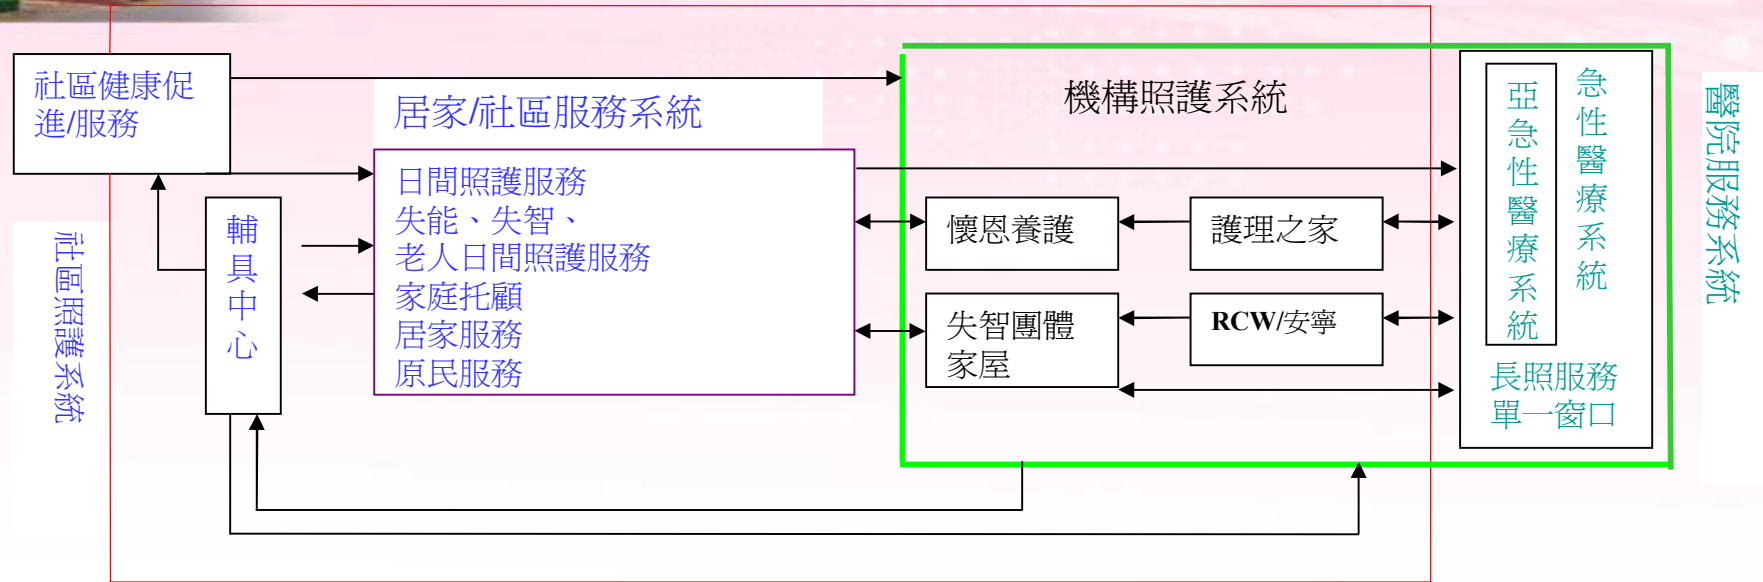 社區健康促
進/服務
居家/社區服務系統
機構照護系統
急性醫療系統
亞急性醫療系統
醫院服務系統
日間照護服務
失能、失智、
老人日間照護服務
家庭托顧
居家服務
原民服務
輔具中心
社區照護系統
懷恩養護
護理之家
失智團體
家屋
RCW/安寧
長照服務
單一窗口